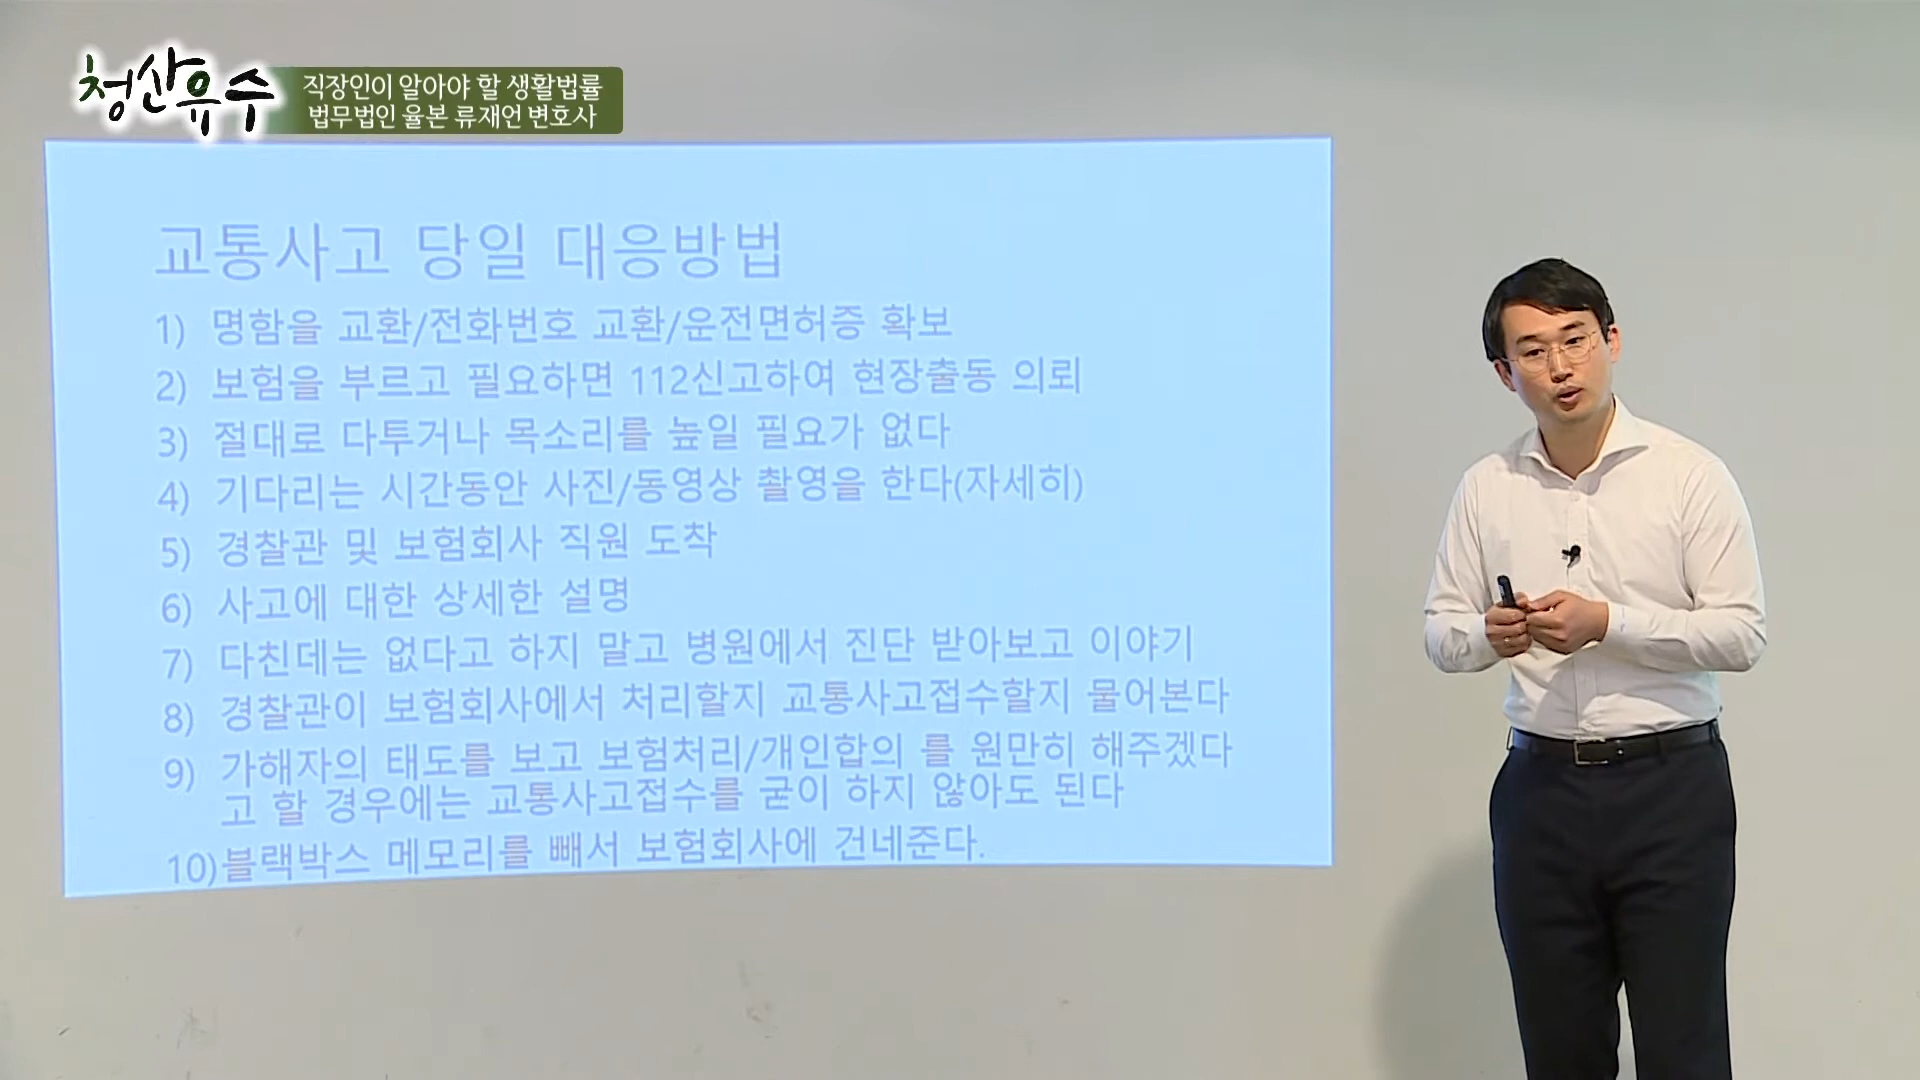 청산유수
직장인이 알아야 할 생활법률
법무법인 율본 류재언 변호사
교통사고 당일 대응방법
1) 명함을 교환/전화번호 교환/운전면허증 확보
2) 보험을 부르고 필요하면 112신고하여 현장출동 의뢰
3) 절대로 다투거나 목소리를 높일 필요가 없다
4) 기다리는 시간동안 사진/동영상 촬영을 한다(자세히)
5) 경찰관 및 보험회사 직원 도착
6) 사고에 대한 상세한 설명
7) 다친데는 없다고 하지 말고 병원에서 진단 받아보고 이야기
8) 경찰관이 보험회사에서 처리할지 교통사고접수할지 물어본다
9) 가해자의 태도를 보고 보험처리/개인합의 를 원만히 해주겠다
고 할 경우에는 교통사고접수를 굳이 하지 않아도 된다
10)블랙박스 메모리를 빼서 보험회사에 건네준다.